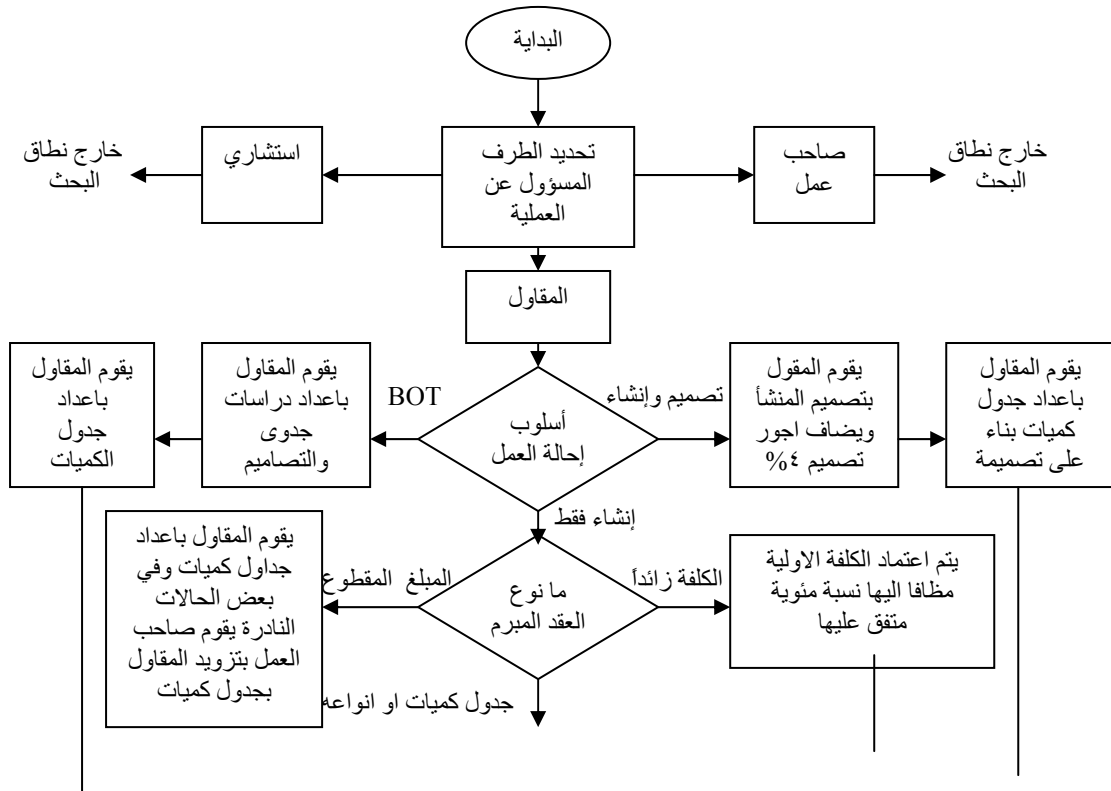 البداية
خارج نطاق
البحث
صاحب
عمل
تحديد الطرف
المسؤول عن
العملية
استشاري
خارج نطاق
البحث
المقاول
يقوم المقاول
باعداد جدول
كميات بناء
على تصميمة
يقوم المقول
بتصميم المنشأ
ويضاف اجور
تصميم ٤%
تصميم وإنشاء
أسلوب
إحالة العمل
BOT
يقوم المقاول
باعداد دراسات
جدوى
والتصاميم
يقوم المقاول
باعداد
جدول
الكميات
إنشاء فقط
يتم اعتماد الكلفة الاولية
مظافا اليها نسبة مئوية
متفق عليها
الكلفة زائداً
ما نوع
العقد المبرم
المبلغ المقطوع
يقوم المقاول باعداد
جداول كميات وفي
بعض الحالات
النادرة يقوم صاحب
العمل بتزويد المقاول
بجدول كميات
جدول كميات او انواعه